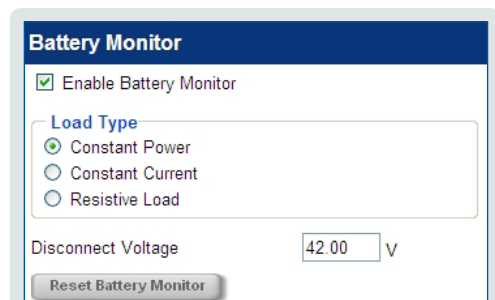 Battery Monitor
Enable Battery Monitor
Load Type
Constant Power
Constant Current
Resistive Load
Disconnect Voltage 42.00 V
Reset Battery Monitor